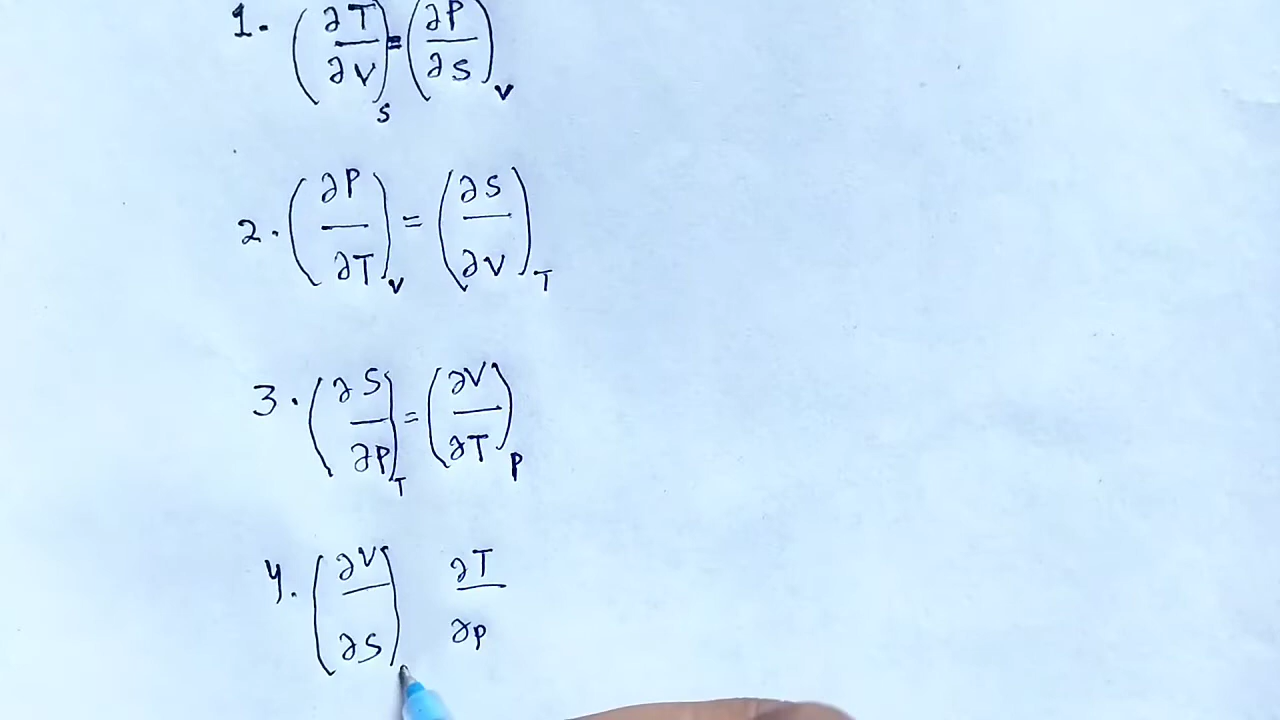 1. (∂T/∂V)_S = (∂P/∂S)_V
2. (∂P/∂T)_V = (∂S/∂V)_T
3. (∂S/∂P)_T = (∂V/∂T)_P
4. (∂V/∂S) ∂T/∂P